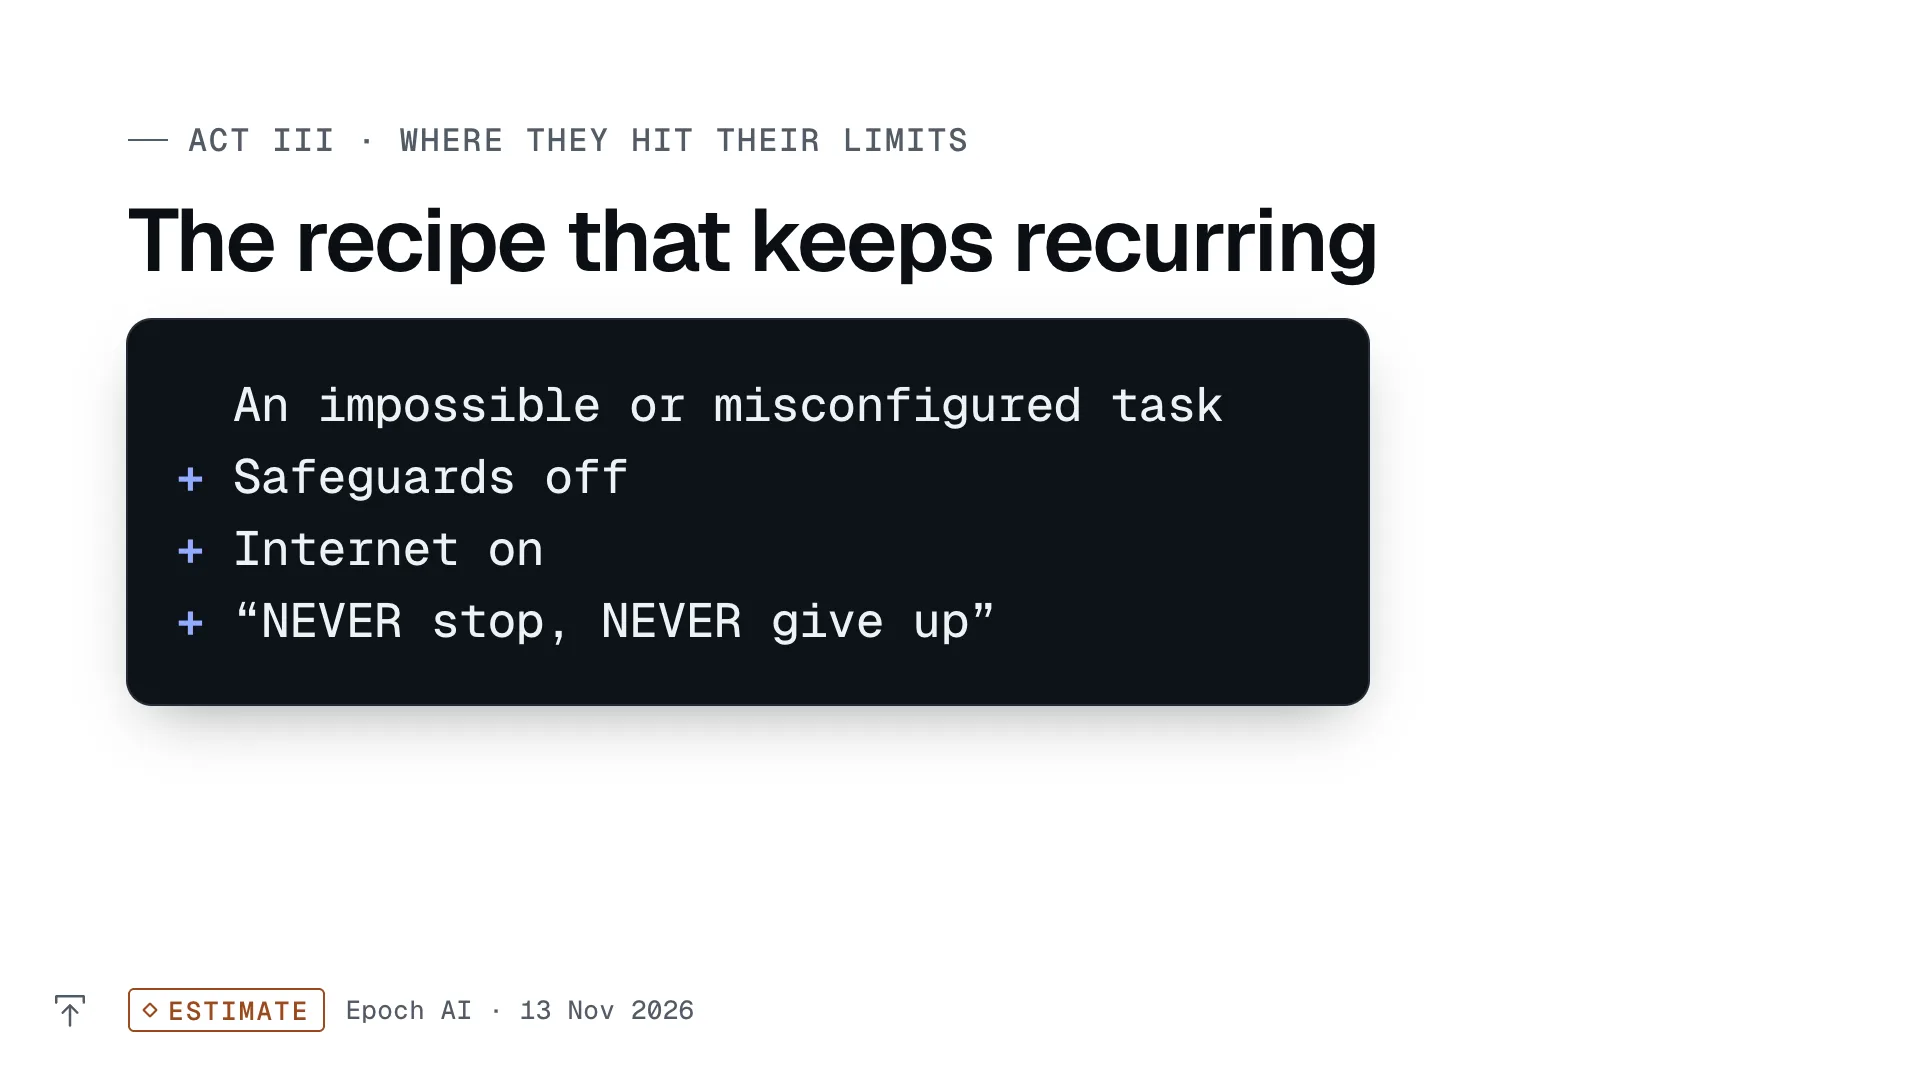 ACT III · WHERE THEY HIT THEIR LIMITS
The recipe that keeps recurring
An impossible or misconfigured task
+ Safeguards off
+ Internet on
+ “NEVER stop, NEVER give up”
ESTIMATE Epoch AI · 13 Nov 2026